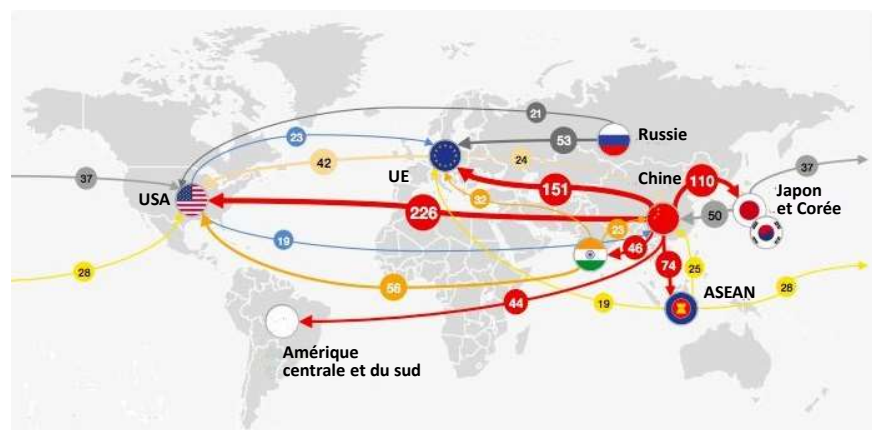 21
Russie
23
53
42
24
Chine
37
37
UE
151
110
Japon
et Corée
USA
32
226
50
23
19
46
28
74
25
56
28
ASEAN
44
19
Amérique
centrale et du sud